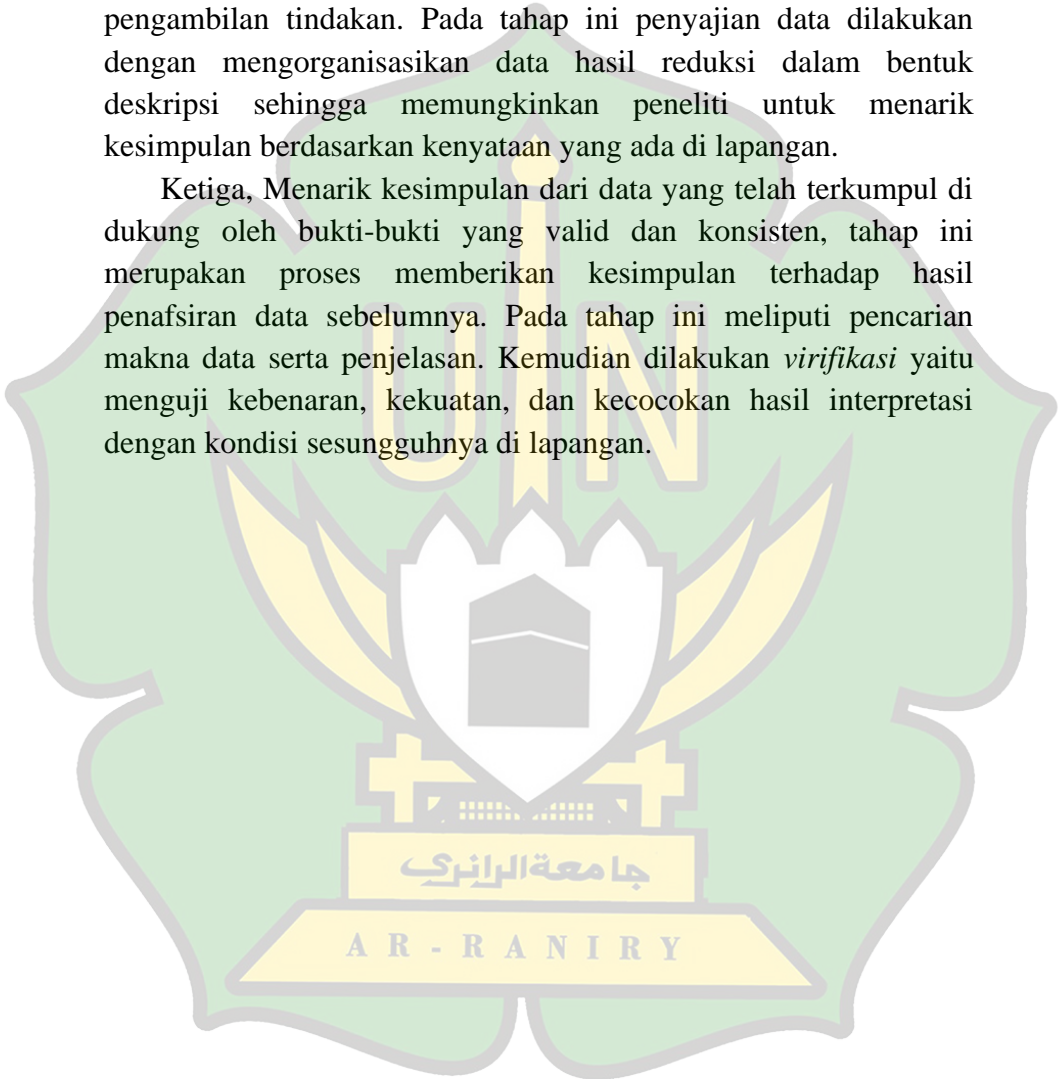 pengambilan tindakan. Pada tahap ini penyajian data dilakukan
dengan mengorganisasikan data hasil reduksi dalam bentuk
deskripsi sehingga memungkinkan peneliti untuk menarik
kesimpulan berdasarkan kenyataan yang ada di lapangan.
Ketiga, Menarik kesimpulan dari data yang telah terkumpul di
dukung oleh bukti-bukti yang valid dan konsisten, tahap ini
merupakan proses memberikan kesimpulan terhadap hasil
penafsiran data sebelumnya. Pada tahap ini meliputi pencarian
makna data serta penjelasan. Kemudian dilakukan virifikasi yaitu
menguji kebenaran, kekuatan, dan kecocokan hasil interpretasi
dengan kondisi sesungguhnya di lapangan.
UIN
جامعةالرانري
AR-RANIRY